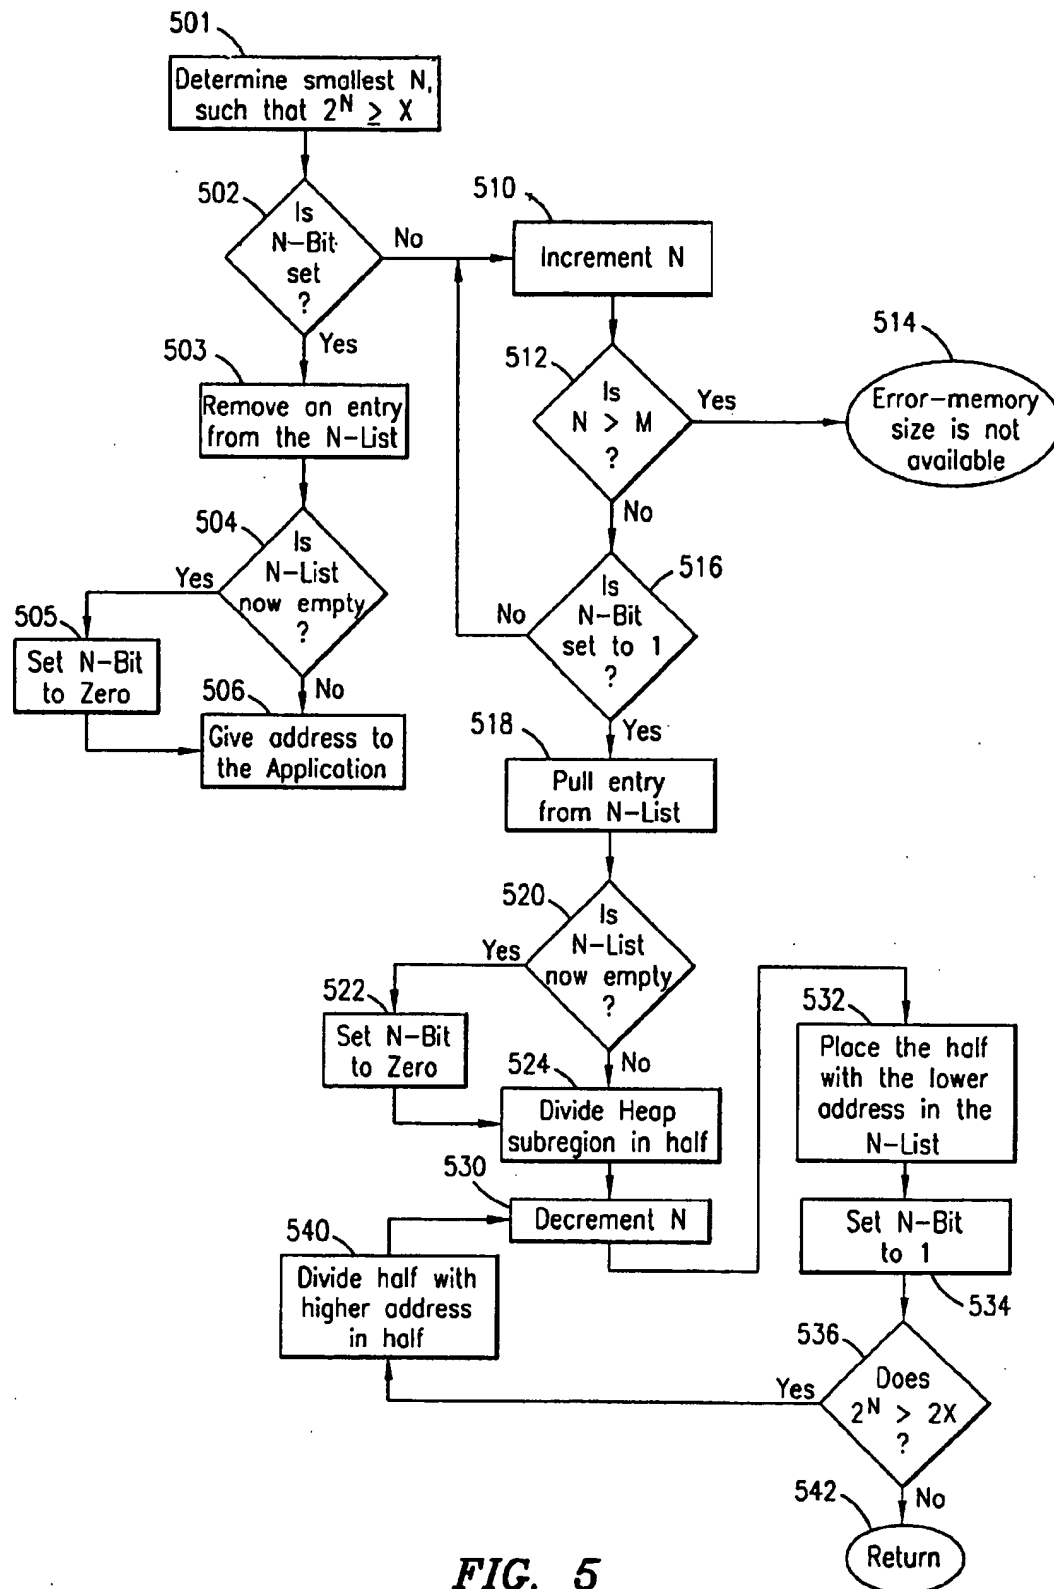 501
Determine smallest N,
such that 2^N ≥ X
502
Is
N-Bit
set
?
No
Yes
510
Increment N
503
Remove an entry
from the N-List
512
Is
N > M
?
Yes
No
514
Error-memory
size is not
available
504
Is
N-List
now empty
?
Yes
No
505
Set N-Bit
to Zero
506
Give address to
the Application
516
Is
N-Bit
set to 1
?
No
Yes
518
Pull entry
from N-List
520
Is
N-List
now empty
?
Yes
No
522
Set N-Bit
to Zero
524
Divide Heap
subregion in half
530
Decrement N
532
Place the half
with the lower
address in the
N-List
Set N-Bit
to 1
534
540
Divide half with
higher address
in half
536
Does
2^N > 2X
?
Yes
No
542
Return
FIG. 5